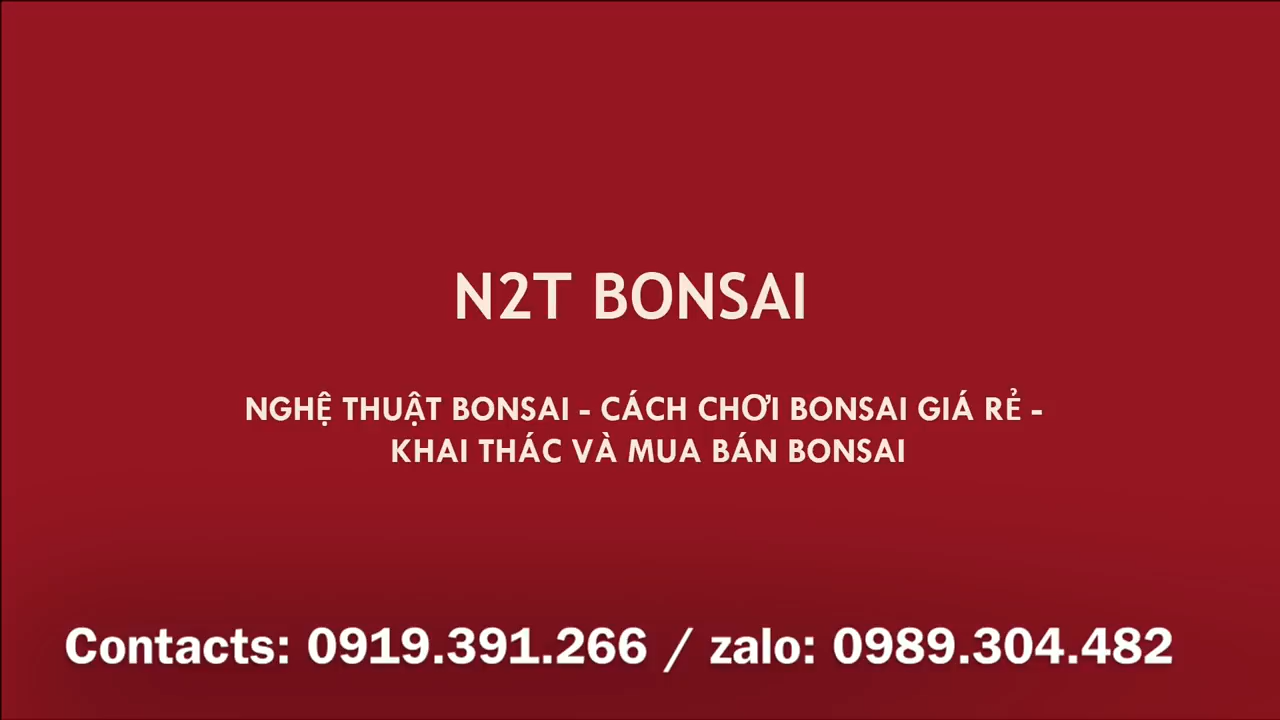 N2T BONSAI
NGHỆ THUẬT BONSAI - CÁCH CHƠI BONSAI GIÁ RẺ -
KHAI THÁC VÀ MUA BÁN BONSAI
Contacts: 0919.391.266 / zalo: 0989.304.482